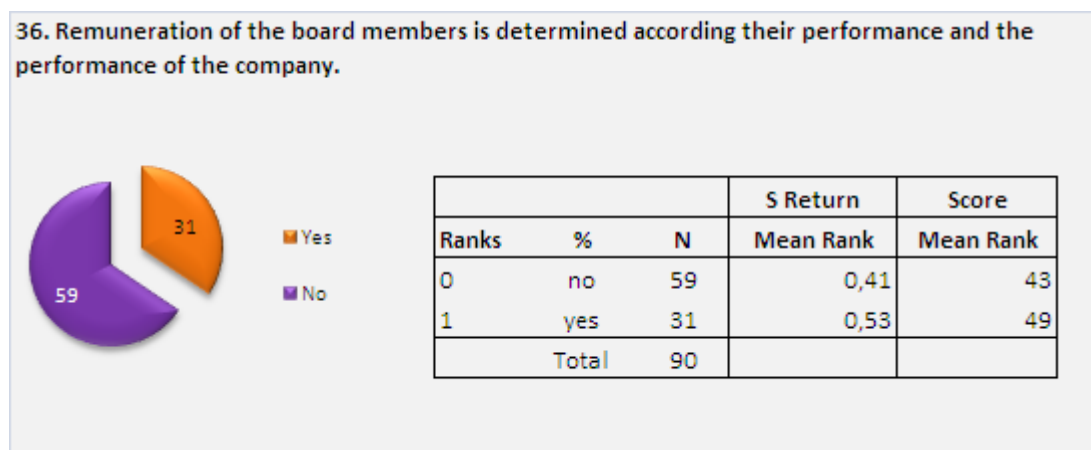 36. Remuneration of the board members is determined according their performance and the
performance of the company.
31
59
Yes
No
S Return Score
Ranks % N Mean Rank Mean Rank
0 no 59 0,41 43
1 yes 31 0,53 49
Total 90